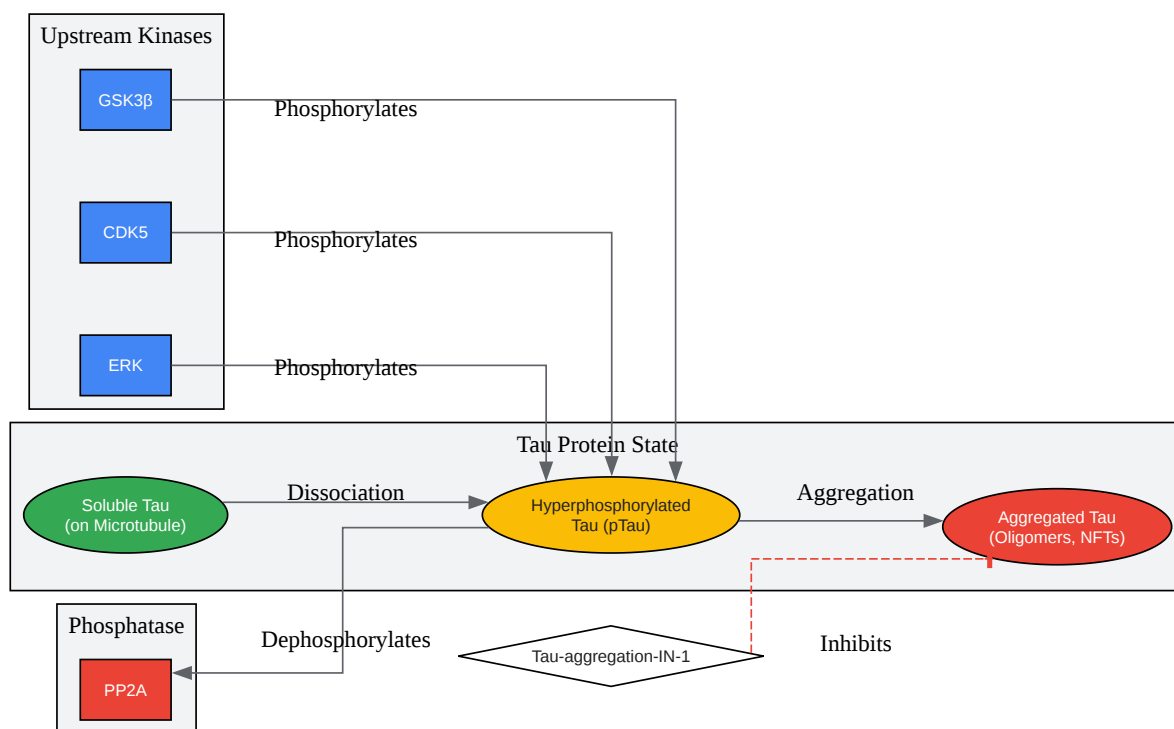 Upstream Kinases
GSK3β
Phosphorylates
CDK5
Phosphorylates
ERK
Phosphorylates
Tau Protein State
Soluble Tau
(on Microtubule)
Dissociation
Hyperphosphorylated
Tau (pTau)
Aggregation
Aggregated Tau
(Oligomers, NFTs)
Phosphatase
PP2A
Dephosphorylates
Tau-aggregation-IN-1
Inhibits